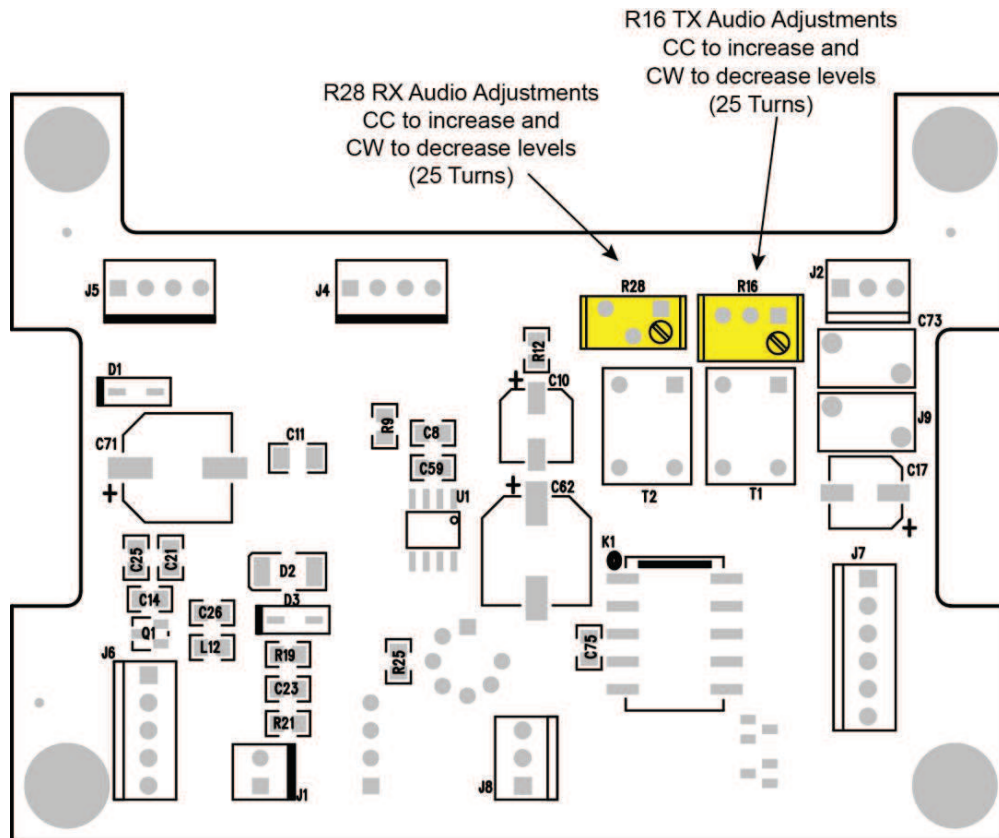 R16 TX Audio Adjustments
CC to increase and
CW to decrease levels
(25 Turns)
R28 RX Audio Adjustments
CC to increase and
CW to decrease levels
(25 Turns)
J5
J4
R28
R16
J2
C73
R12
D1
C10
J9
C71
C11
R9
C8
C59
T2
T1
C17
U1
C62
K1
J7
C25
C21
D2
C14
D3
C26
Q1
L12
J6
R19
R25
C75
C23
R21
J1
J8